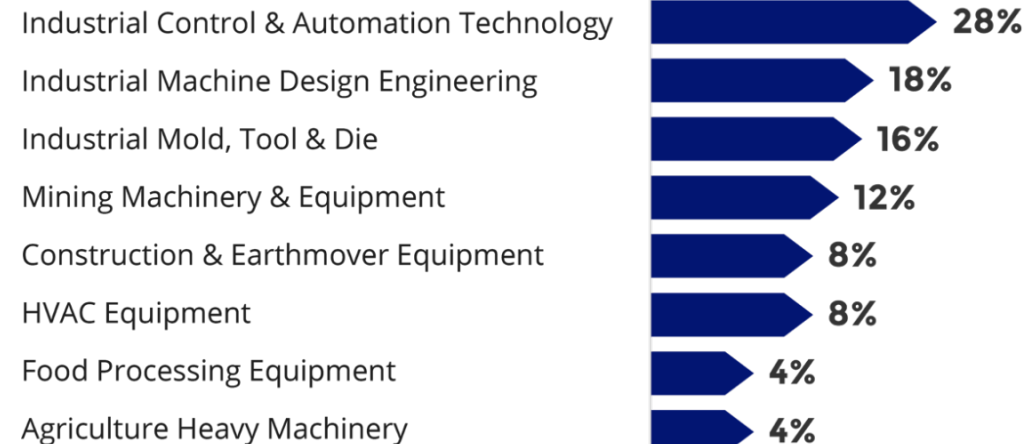 Industrial Control & Automation Technology 28%
Industrial Machine Design Engineering 18%
Industrial Mold, Tool & Die 16%
Mining Machinery & Equipment 12%
Construction & Earthmover Equipment 8%
HVAC Equipment 8%
Food Processing Equipment 4%
Agriculture Heavy Machinery 4%